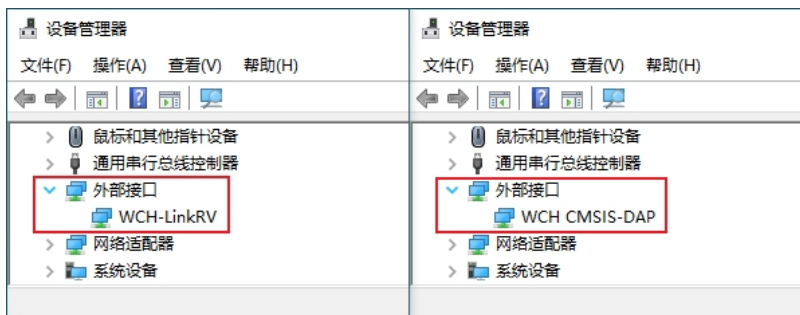 设备管理器
文件(F) 操作(A) 查看(V) 帮助(H)
鼠标和其他指针设备
通用串行总线控制器
外部接口
WCH-LinkRV
网络适配器
系统设备
设备管理器
文件(F) 操作(A) 查看(V) 帮助(H)
鼠标和其他指针设备
通用串行总线控制器
外部接口
WCH CMSIS-DAP
网络适配器
系统设备